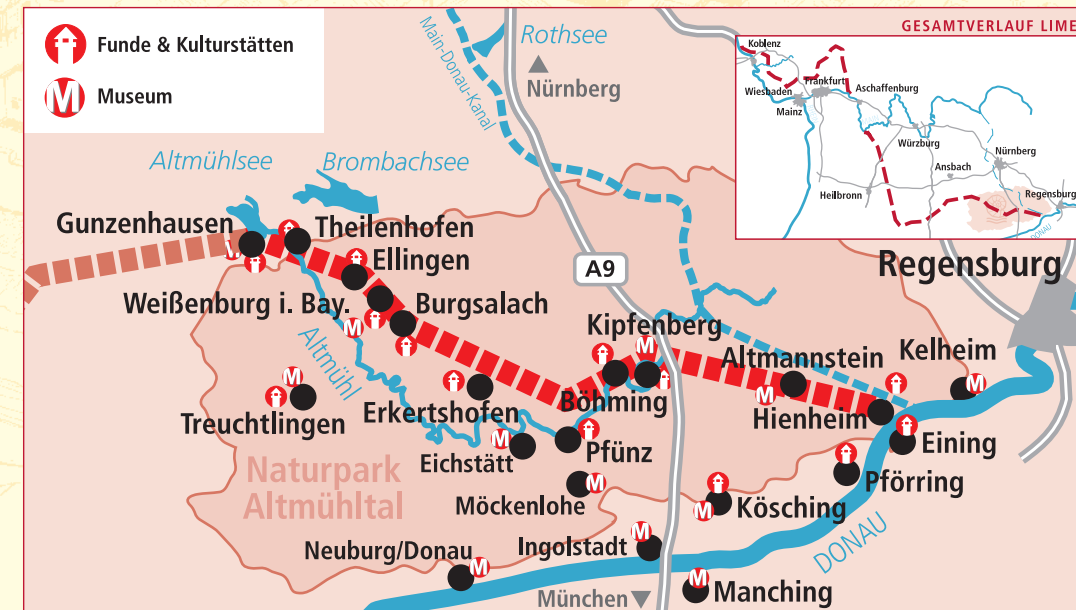 Funde & Kulturstätten
M Museum
Rothsee
Nürnberg
Main-Donau-Kanal
GESAMTVERLAUF LIME
Koblenz
Wiesbaden
Frankfurt
Mainz
Aschaffenburg
Würzburg
Nürnberg
Ansbach
Heilbronn
Regensburg
DONAU
Altmühlsee
Brombachsee
Gunzenhausen
Theilenhofen
M
Ellingen
A9
Regensburg
Weißenburg i. Bay.
Burgsalach
M
Kipfenberg
M
Altmühl
Altmannstein
Kelheim
M
M
M
Treuchtlingen
Erkertshofen
Böhming
Hienheim
M
Eichstätt
Pfünz
Eining
Naturpark
Altmühltal
Pförring
Möckenlohe
M
M
Kösching
Neuburg/Donau
M
Ingolstadt
M
DONAU
München
M
Manching